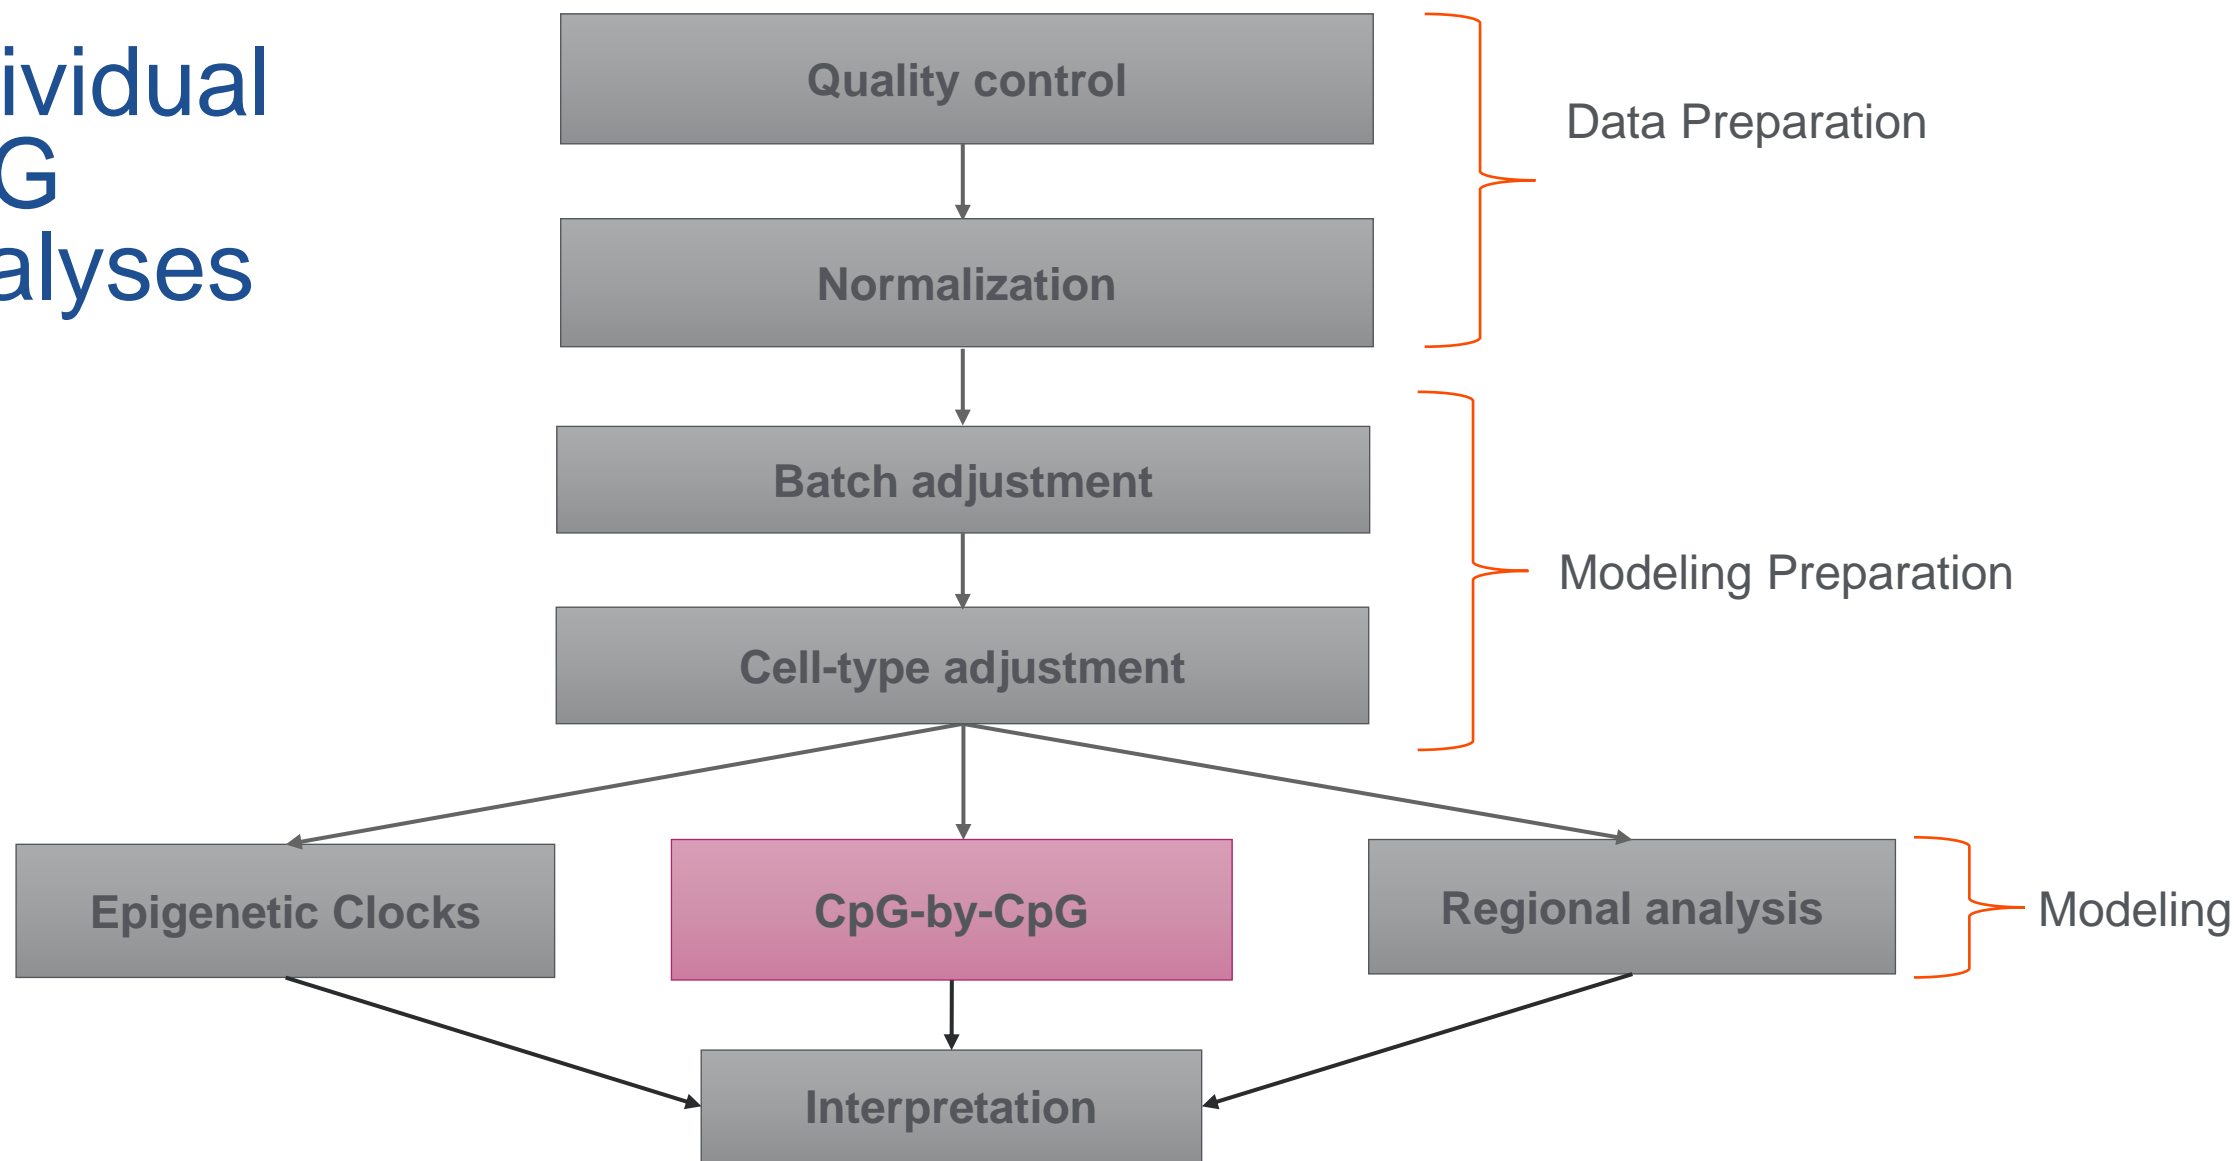 ividual
G
alyses
Quality control
Data Preparation
Normalization
Batch adjustment
Modeling Preparation
Cell-type adjustment
Epigenetic Clocks
CpG-by-CpG
Regional analysis
Modeling
Interpretation